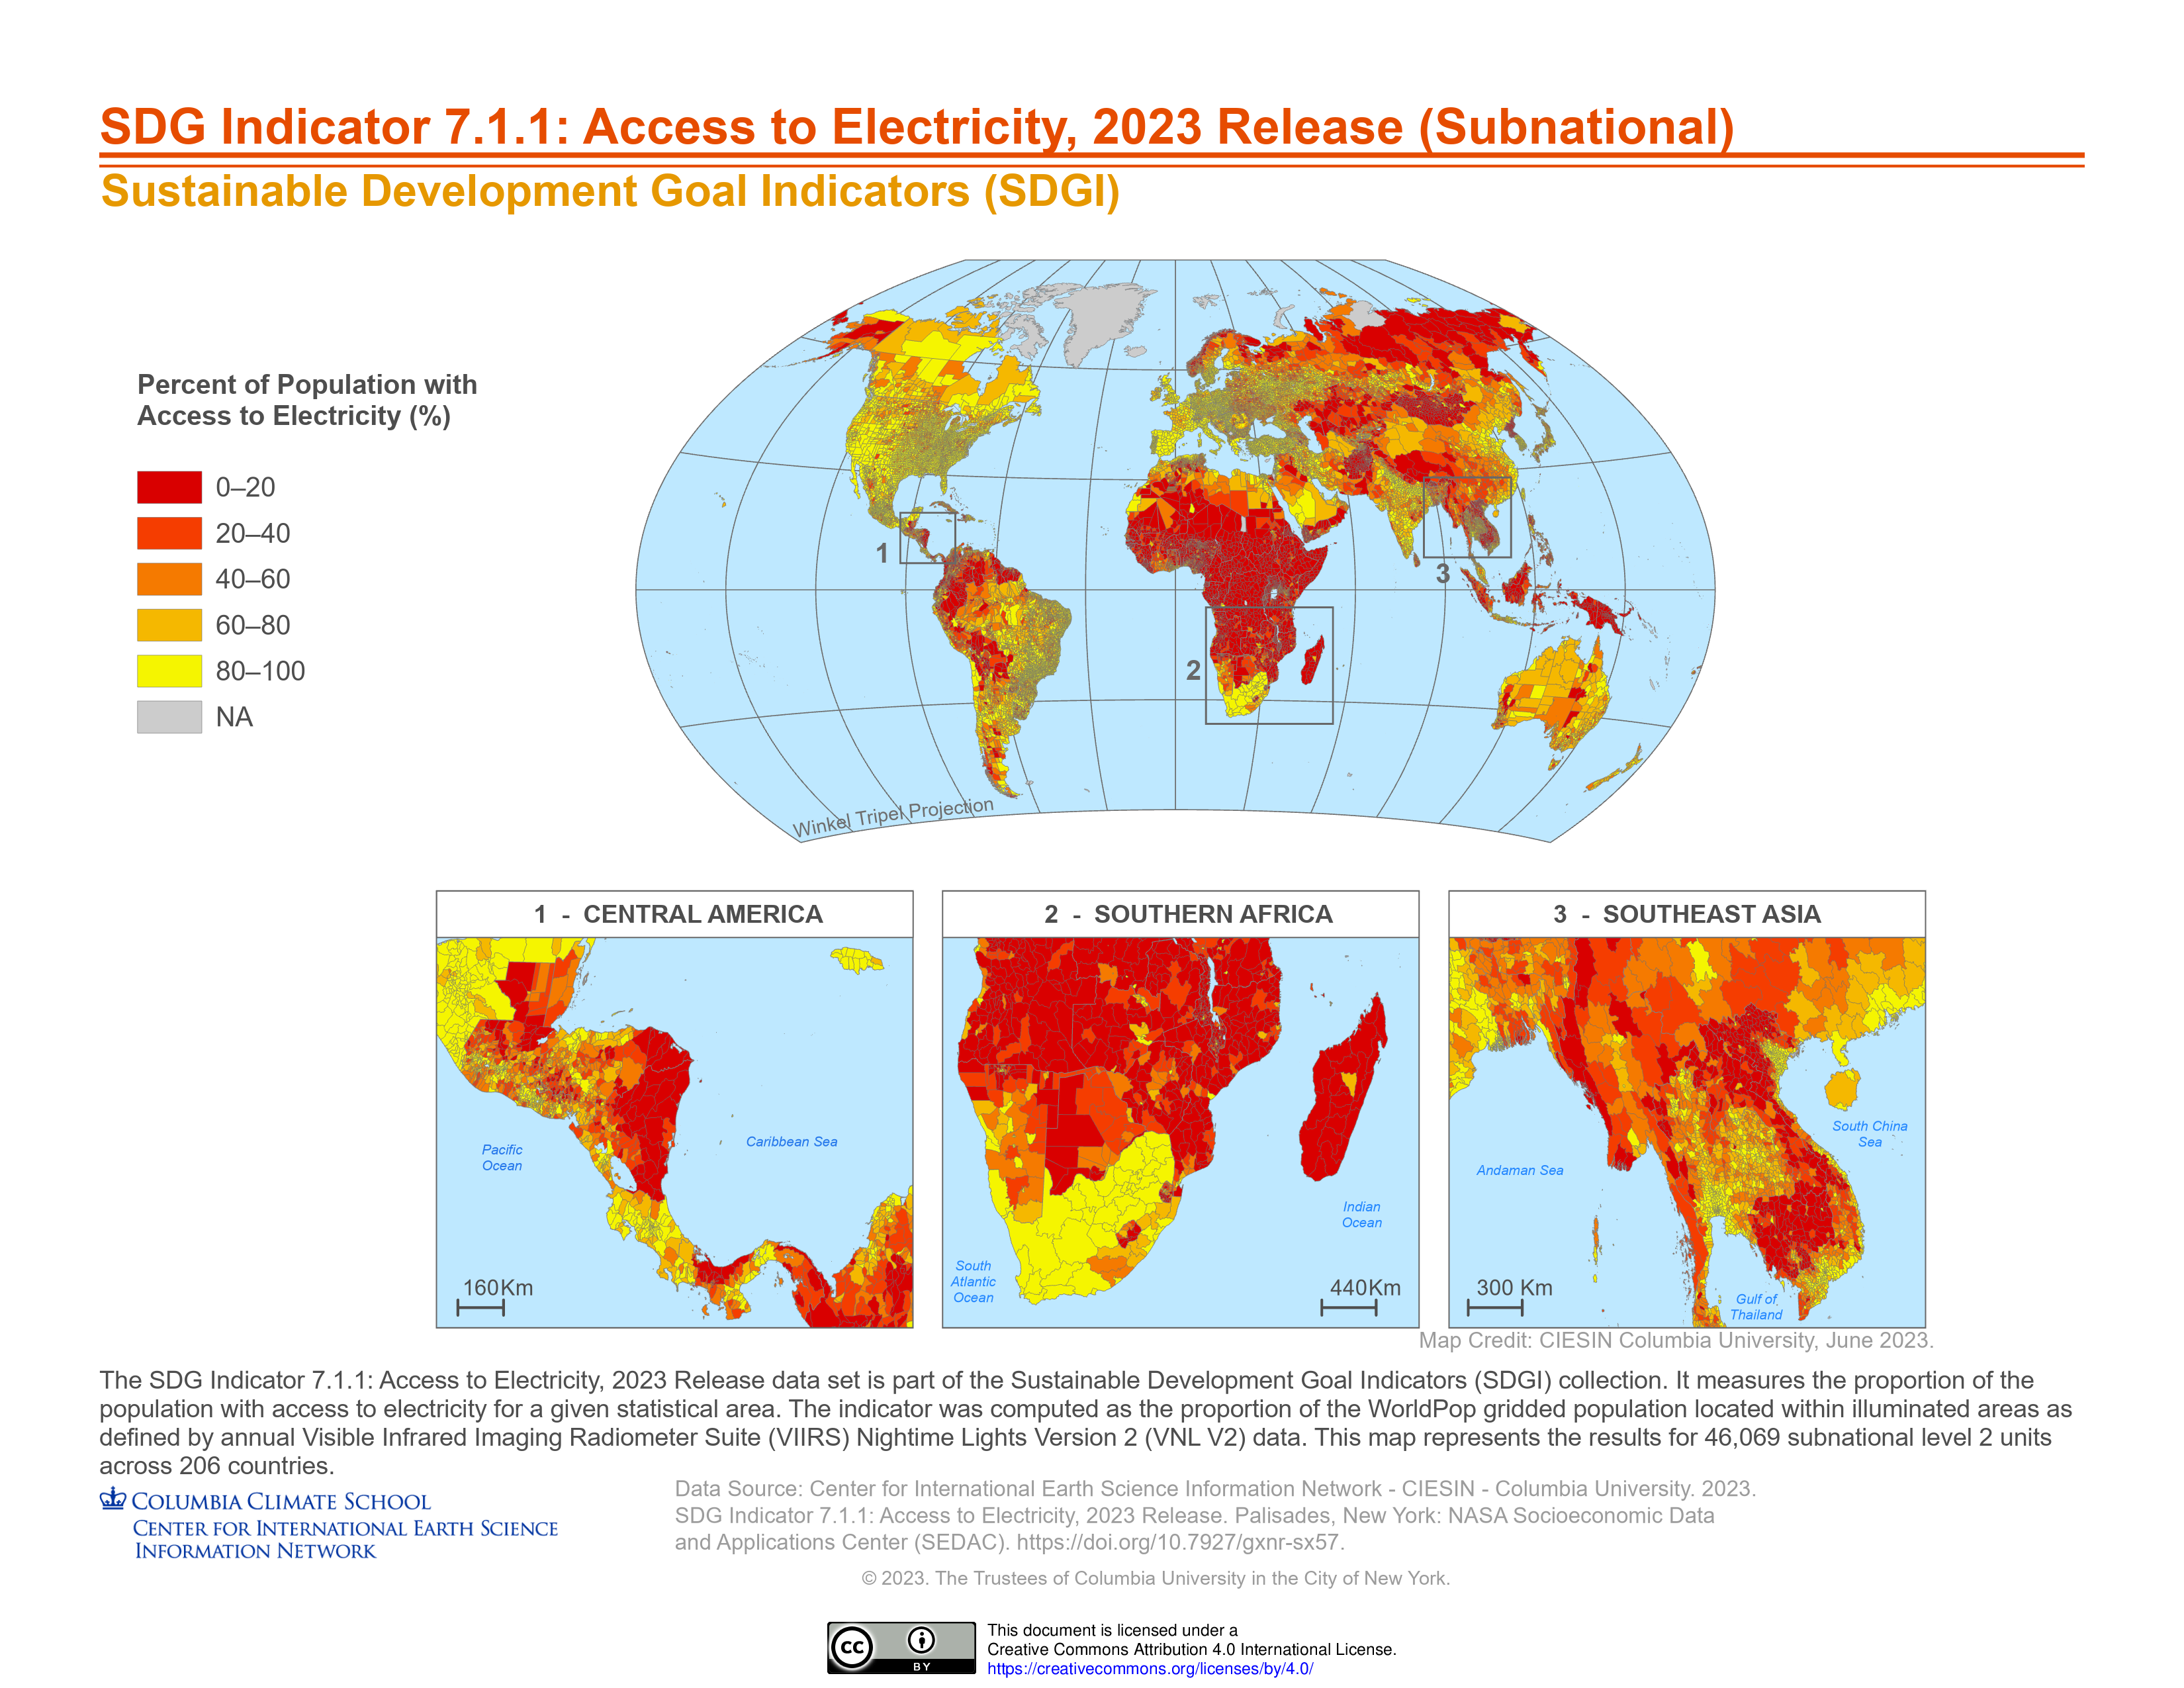 SDG Indicator 7.1.1: Access to Electricity, 2023 Release (Subnational)
Sustainable Development Goal Indicators (SDGI)
Percent of Population with
Access to Electricity (%)
0–20
20–40
40–60
60–80
80–100
NA
1
2
3
Winkel Tripel Projection
1 - CENTRAL AMERICA
Pacific
Ocean
Caribbean Sea
160Km
2 - SOUTHERN AFRICA
Indian
Ocean
South
Atlantic
Ocean
440Km
3 - SOUTHEAST ASIA
South China
Sea
Andaman Sea
300 Km
Gulf of
Thailand
Map Credit: CIESIN Columbia University, June 2023.
The SDG Indicator 7.1.1: Access to Electricity, 2023 Release data set is part of the Sustainable Development Goal Indicators (SDGI) collection. It measures the proportion of the
population with access to electricity for a given statistical area. The indicator was computed as the proportion of the WorldPop gridded population located within illuminated areas as
defined by annual Visible Infrared Imaging Radiometer Suite (VIIRS) Nightime Lights Version 2 (VNL V2) data. This map represents the results for 46,069 subnational level 2 units
across 206 countries.
COLUMBIA CLIMATE SCHOOL
CENTER FOR INTERNATIONAL EARTH SCIENCE
INFORMATION NETWORK
Data Source: Center for International Earth Science Information Network - CIESIN - Columbia University. 2023.
SDG Indicator 7.1.1: Access to Electricity, 2023 Release. Palisades, New York: NASA Socioeconomic Data
and Applications Center (SEDAC). https://doi.org/10.7927/gxnr-sx57.
© 2023. The Trustees of Columbia University in the City of New York.
cc
BY
This document is licensed under a
Creative Commons Attribution 4.0 International License.
https://creativecommons.org/licenses/by/4.0/